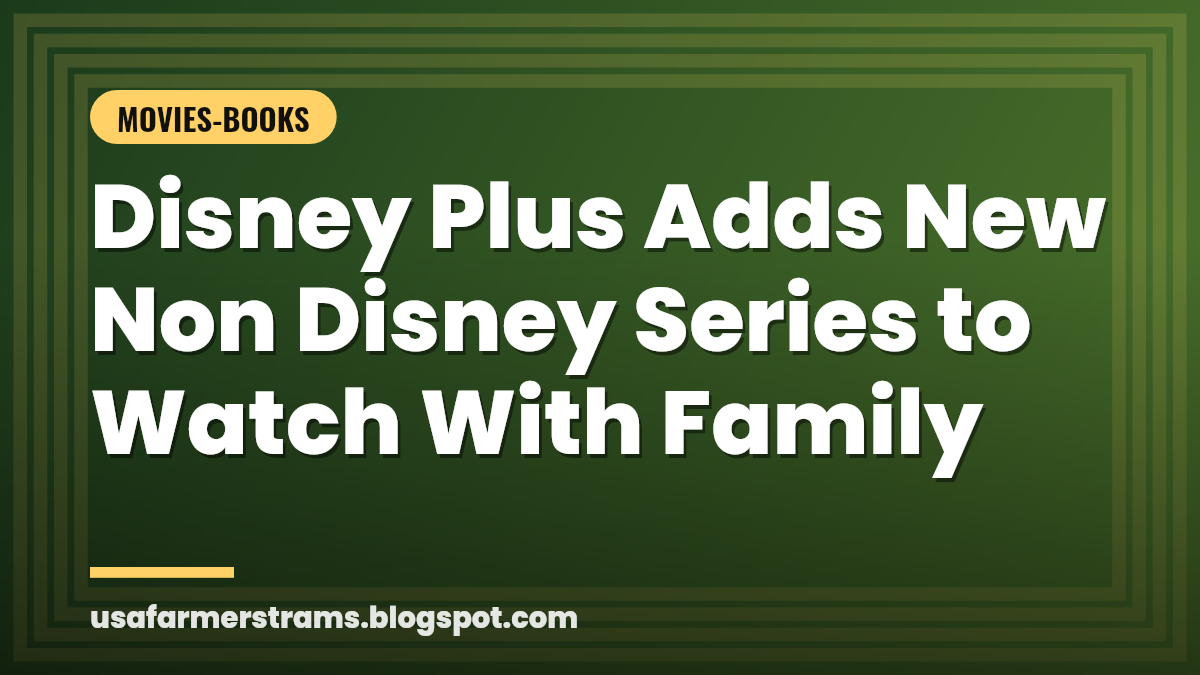 MOVIES-BOOKS
Disney Plus Adds New
Non Disney Series to
Watch With Family
usafarmerstrams.blogspot.com